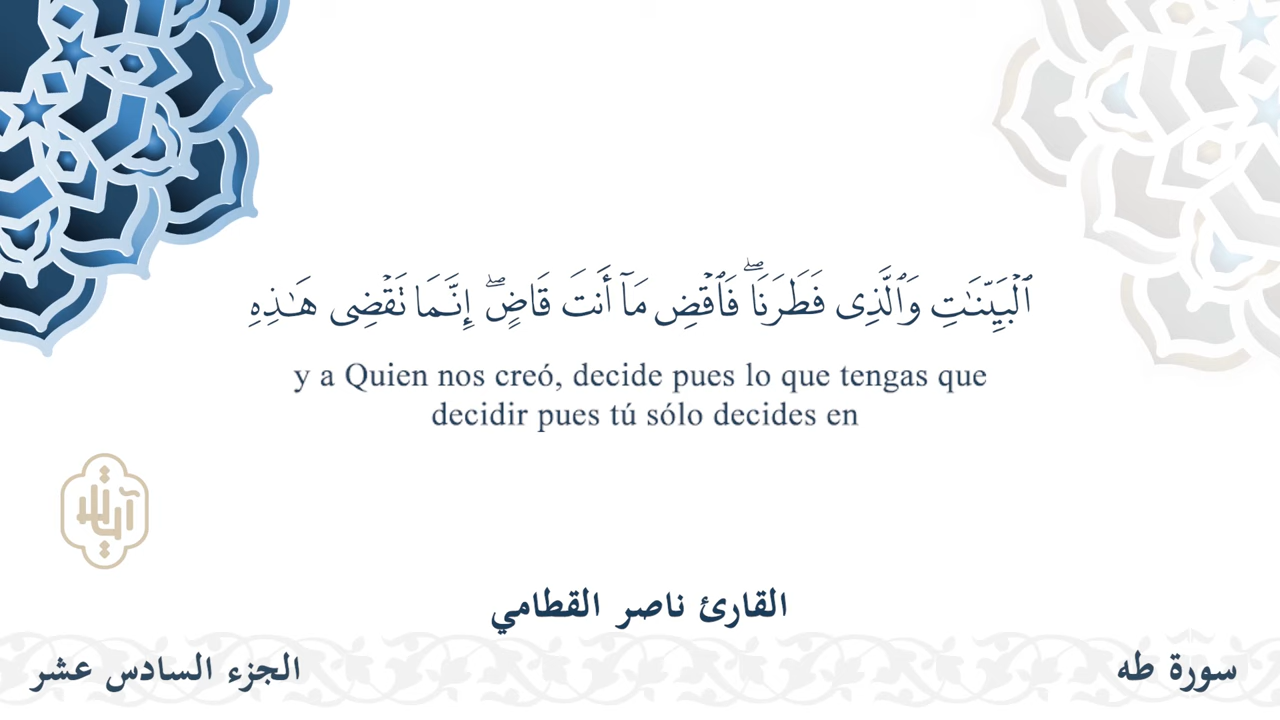 ٱلْبَيِّنَـٰتِ وَٱلَّذِى فَطَرَنَا ۖ فَٱقْضِ مَآ أَنتَ قَاضٍ ۖ إِنَّمَا تَقْضِى هَـٰذِهِ
y a Quien nos creó, decide pues lo que tengas que
decidir pues tú sólo decides en
القارئ ناصر القطامي
سورة طه
الجزء السادس عشر